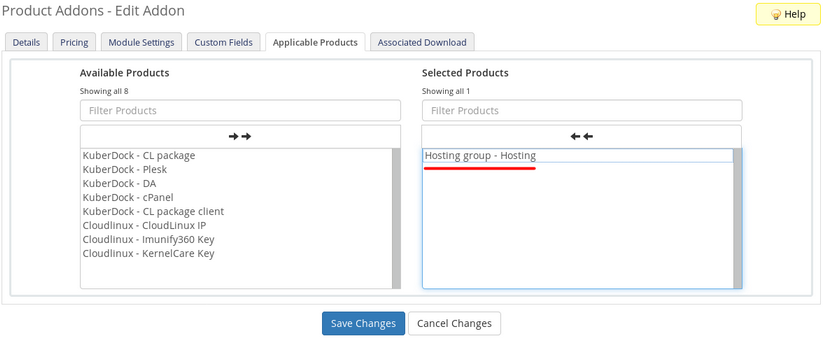 Product Addons - Edit Addon
Help
Details
Pricing
Module Settings
Custom Fields
Applicable Products
Associated Download
Available Products
Showing all 8
Filter Products
KuberDock - CL package
KuberDock - Plesk
KuberDock - DA
KuberDock - cPanel
KuberDock - CL package client
Cloudlinux - CloudLinux IP
Cloudlinux - Imunify360 Key
Cloudlinux - KernelCare Key
Selected Products
Showing all 1
Filter Products
Hosting group - Hosting
Save Changes
Cancel Changes